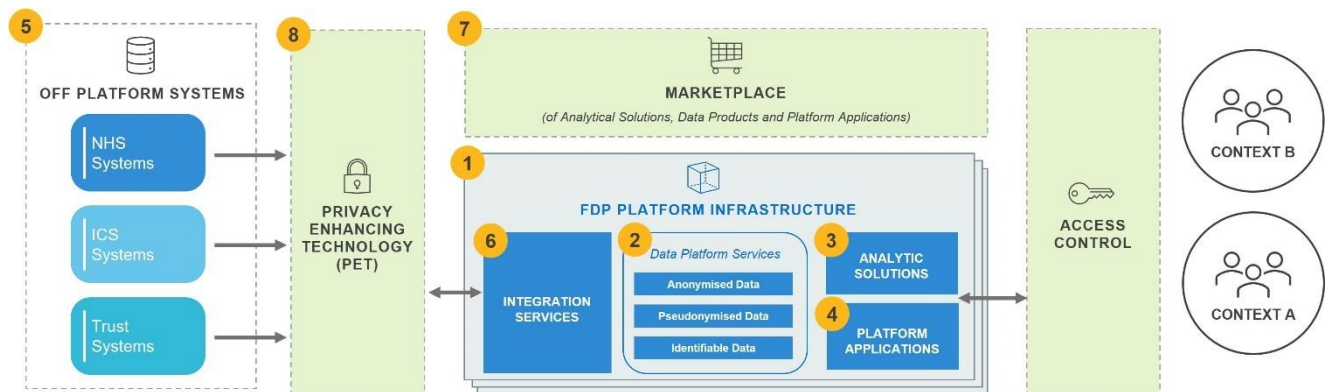 5
OFF PLATFORM SYSTEMS
NHS
Systems
ICS
Systems
Trust
Systems
8
PRIVACY
ENHANCING
TECHNOLOGY
(PET)
7
MARKETPLACE
(of Analytical Solutions, Data Products and Platform Applications)
1
FDP PLATFORM INFRASTRUCTURE
6
INTEGRATION
SERVICES
2
Data Platform Services
Anonymised Data
Pseudonymised Data
Identifiable Data
3
ANALYTIC
SOLUTIONS
4
PLATFORM
APPLICATIONS
ACCESS
CONTROL
CONTEXT B
CONTEXT A